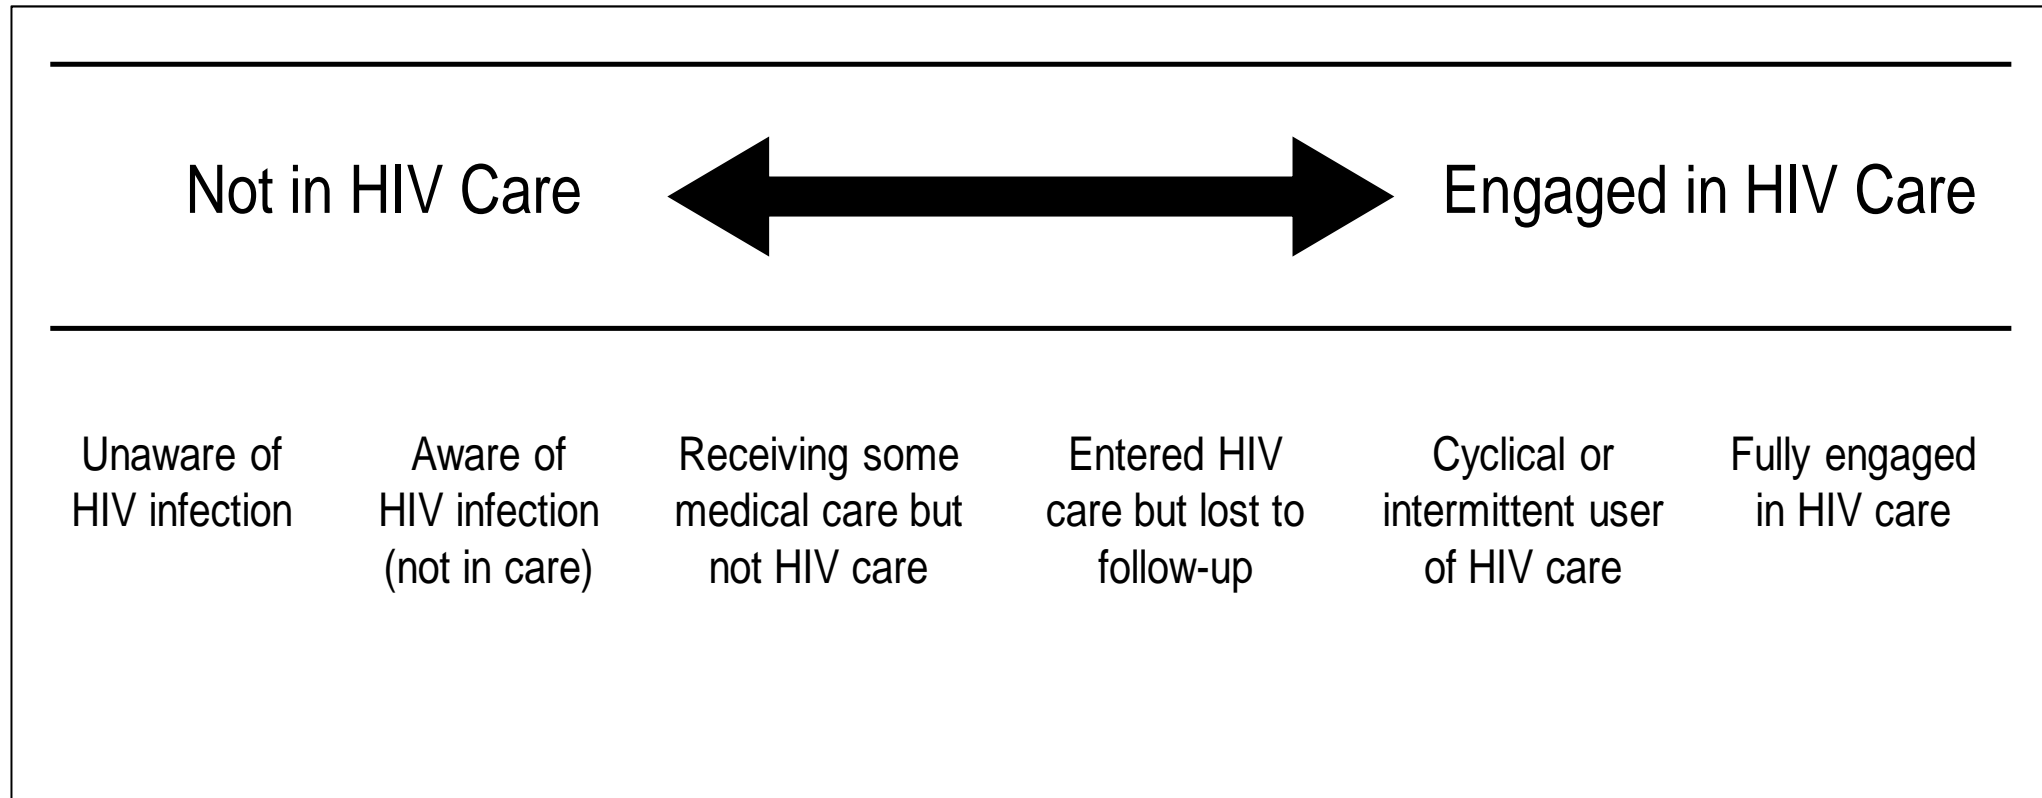 Not in HIV Care
Engaged in HIV Care
Unaware of
HIV infection
Aware of
HIV infection
(not in care)
Receiving some
medical care but
not HIV care
Entered HIV
care but lost to
follow-up
Cyclical or
intermittent user
of HIV care
Fully engaged
in HIV care